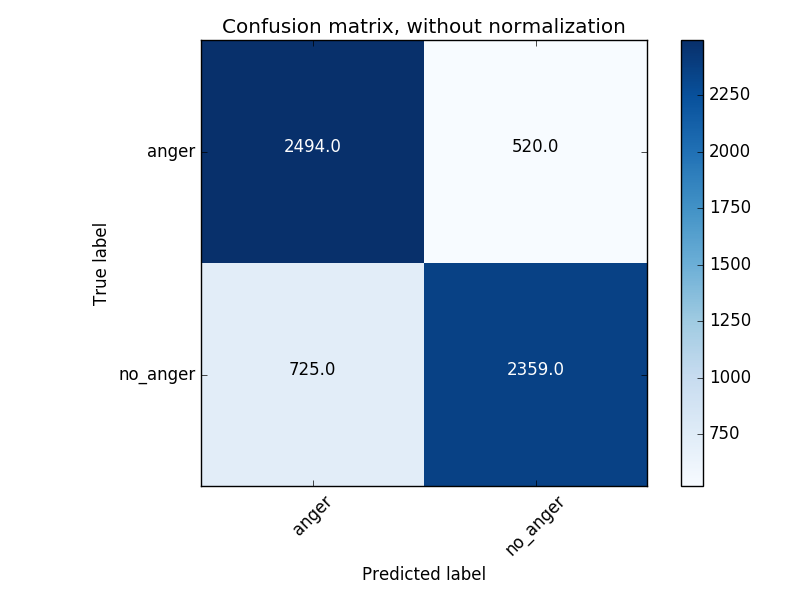 Confusion matrix, without normalization
True label
anger
no_anger
2494.0
520.0
725.0
2359.0
anger
no_anger
Predicted label
2250
2000
1750
1500
1250
1000
750